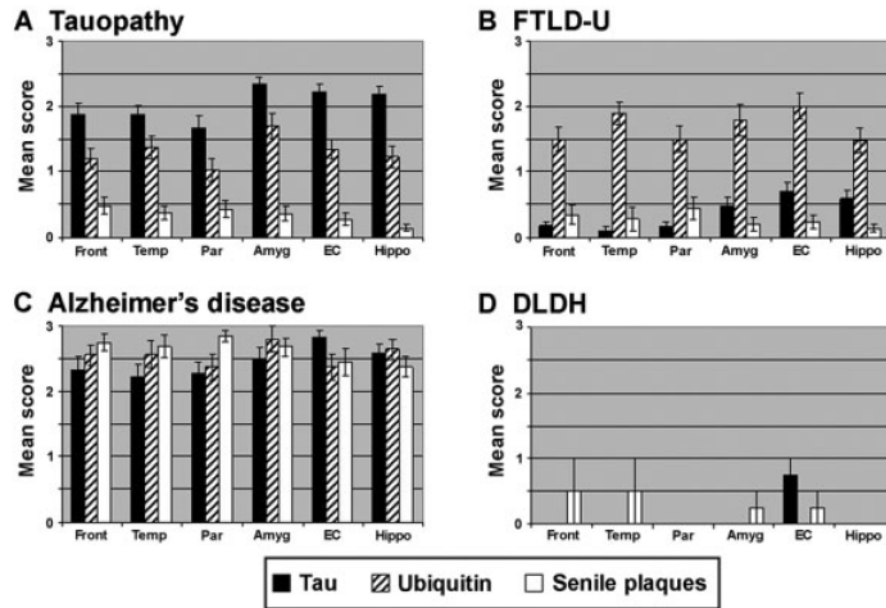 A Tauopathy
Mean score
3
2
1
0
Front Temp Par Amyg EC Hippo
B FTLD-U
Mean score
3
2
1
0
Front Temp Par Amyg EC Hippo
C Alzheimer's disease
Mean score
3
2
1
0
Front Temp Par Amyg EC Hippo
D DLDH
Mean score
3
2
1
0
Front Temp Par Amyg EC Hippo
Tau Ubiquitin Senile plaques